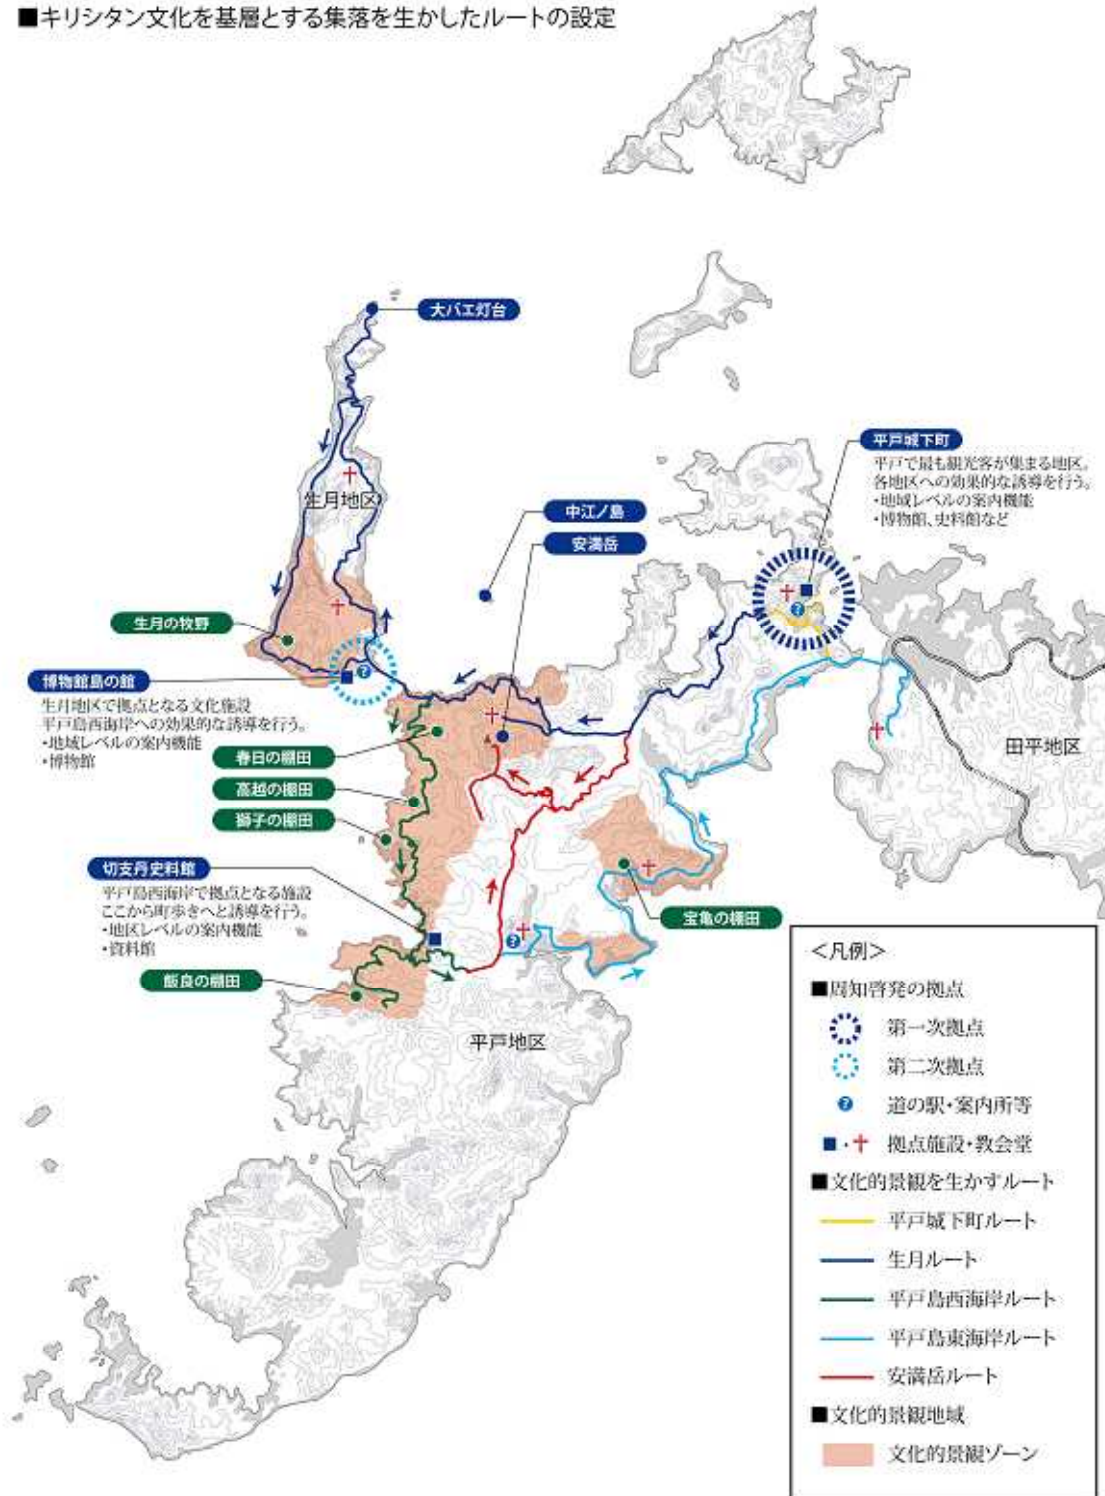 ■キリシタン文化を基層とする集落を生かしたルートの設定
大バエ灯台
平戸城下町
平戸で最も観光客が集まる地区。
各地区への効果的な誘導を行う。
・地域レベルの案内機能
・博物館、史料館など
生月地区
中江ノ島
安満岳
生月の牧野
博物館島の館
生月地区で拠点となる文化施設
平戸島西海岸への効果的な誘導を行う。
・地域レベルの案内機能
・博物館
春日の棚田
高越の棚田
獅子の棚田
田平地区
切支丹史料館
平戸島西海岸で拠点となる施設
ここから町歩きへと誘導を行う。
・地区レベルの案内機能
・資料館
宝亀の棚田
飯良の棚田
平戸地区
<凡例>
■周知啓発の拠点
第一次拠点
第二次拠点
? 道の駅・案内所等
■・✝ 拠点施設・教会堂
■文化的景観を生かすルート
平戸城下町ルート
生月ルート
平戸島西海岸ルート
平戸島東海岸ルート
安満岳ルート
■文化的景観地域
文化的景観ゾーン